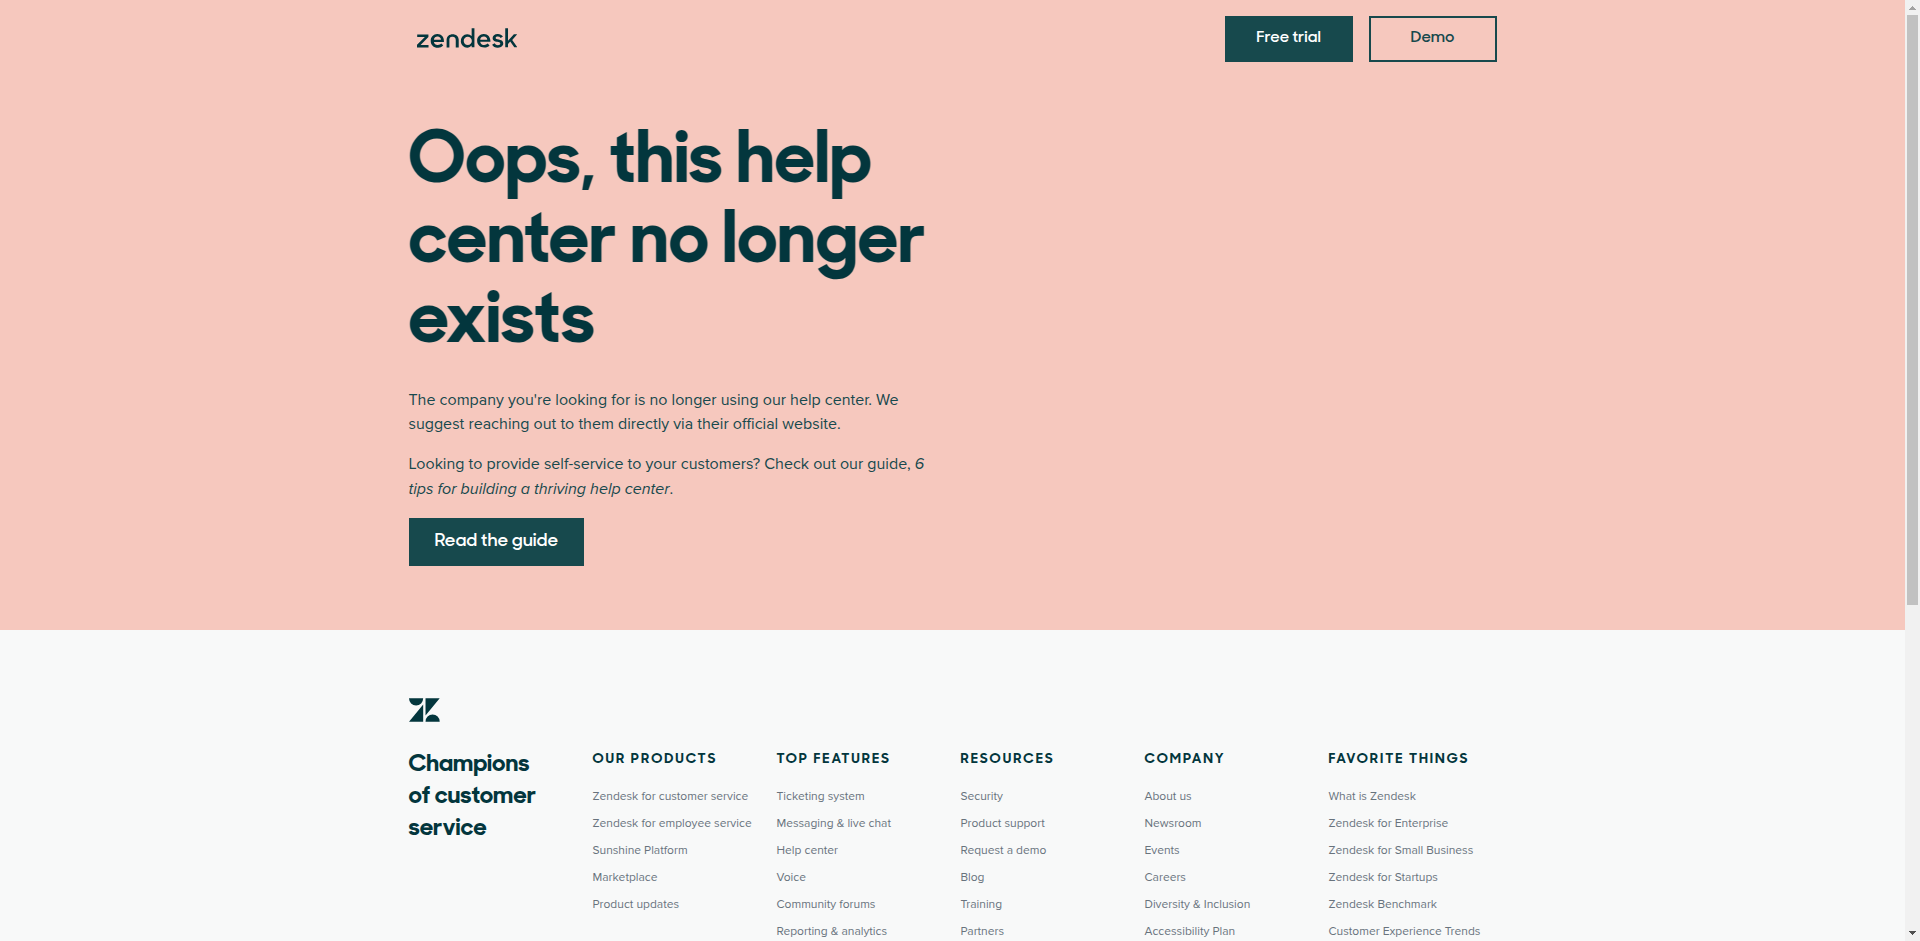 zendesk
Free trial
Demo
Oops, this help
center no longer
exists
The company you're looking for is no longer using our help center. We
suggest reaching out to them directly via their official website.
Looking to provide self-service to your customers? Check out our guide, 6
tips for building a thriving help center.
Read the guide
Champions
of customer
service
OUR PRODUCTS
Zendesk for customer service
Zendesk for employee service
Sunshine Platform
Marketplace
Product updates
TOP FEATURES
Ticketing system
Messaging & live chat
Help center
Voice
Community forums
Reporting & analytics
RESOURCES
Security
Product support
Request a demo
Blog
Training
Partners
COMPANY
About us
Newsroom
Events
Careers
Diversity & Inclusion
Accessibility Plan
FAVORITE THINGS
What is Zendesk
Zendesk for Enterprise
Zendesk for Small Business
Zendesk for Startups
Zendesk Benchmark
Customer Experience Trends